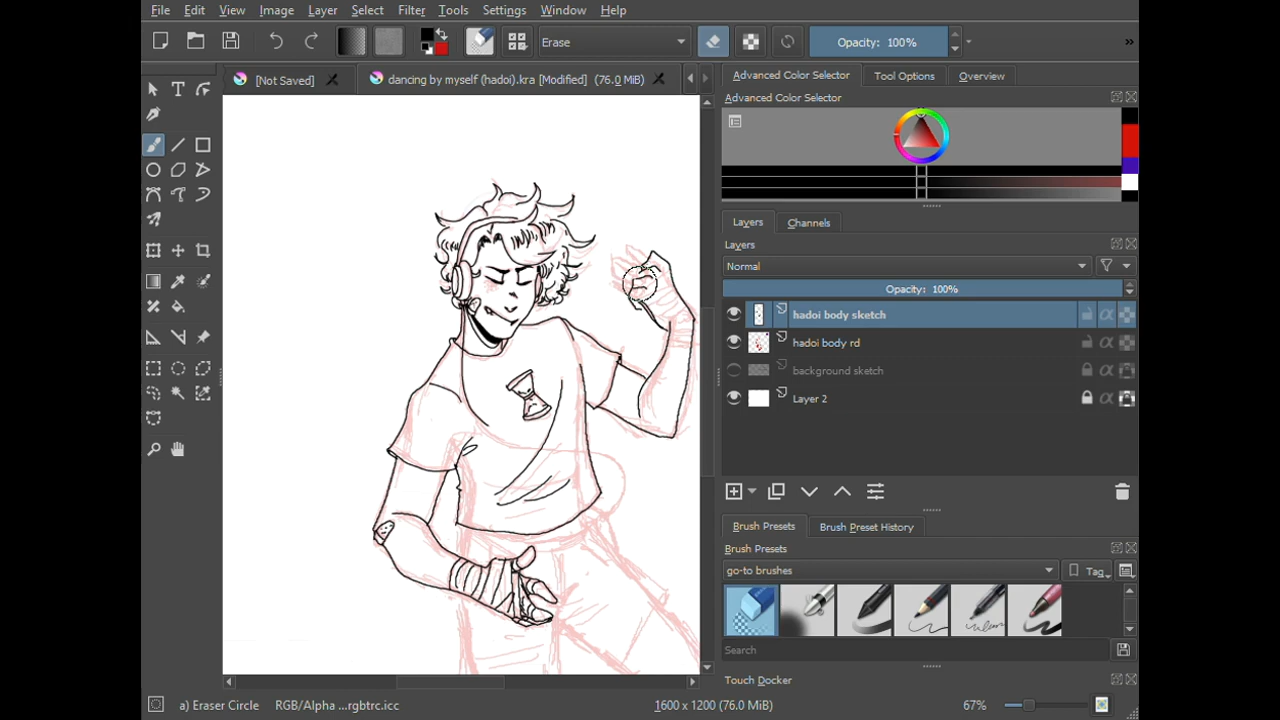 File Edit View Image Layer Select Filter Tools Settings Window Help
Erase Opacity: 100% »
[Not Saved] dancing by myself (hadoi).kra [Modified] (76.0 MiB)
Advanced Color Selector Tool Options Overview
Advanced Color Selector
Layers Channels
Layers
Normal
Opacity: 100%
hadoi body sketch
hadoi body rd
background sketch
Layer 2
Brush Presets Brush Preset History
Brush Presets
go-to brushes Tag
Search
Touch Docker
a) Eraser Circle RGB/Alpha ...rgbtrc.icc 1600 x 1200 (76.0 MiB) 67%